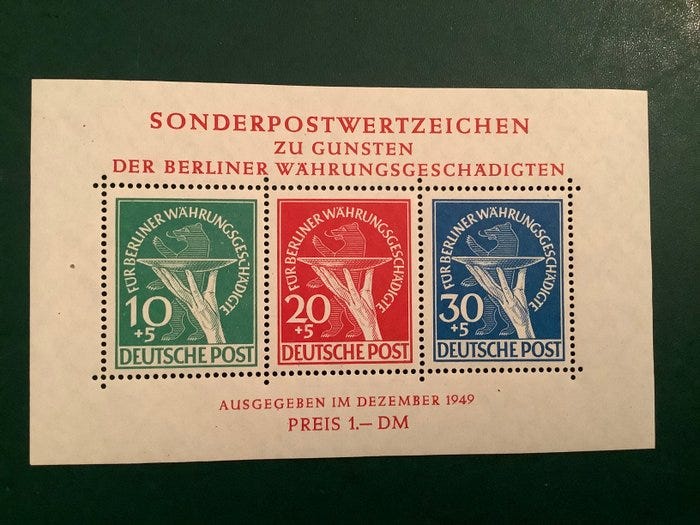 SONDERPOSTWERTZEICHEN
ZU GUNSTEN
DER BERLINER WÄHRUNGSGESCHÄDIGTEN
FÜR BERLINER WÄHRUNGSGESCHÄDIGTE
10
+5
DEUTSCHE POST
FÜR BERLINER WÄHRUNGSGESCHÄDIGTE
20
+5
DEUTSCHE POST
FÜR BERLINER WÄHRUNGSGESCHÄDIGTE
30
+5
DEUTSCHE POST
AUSGEGEBEN IM DEZEMBER 1949
PREIS 1.— DM